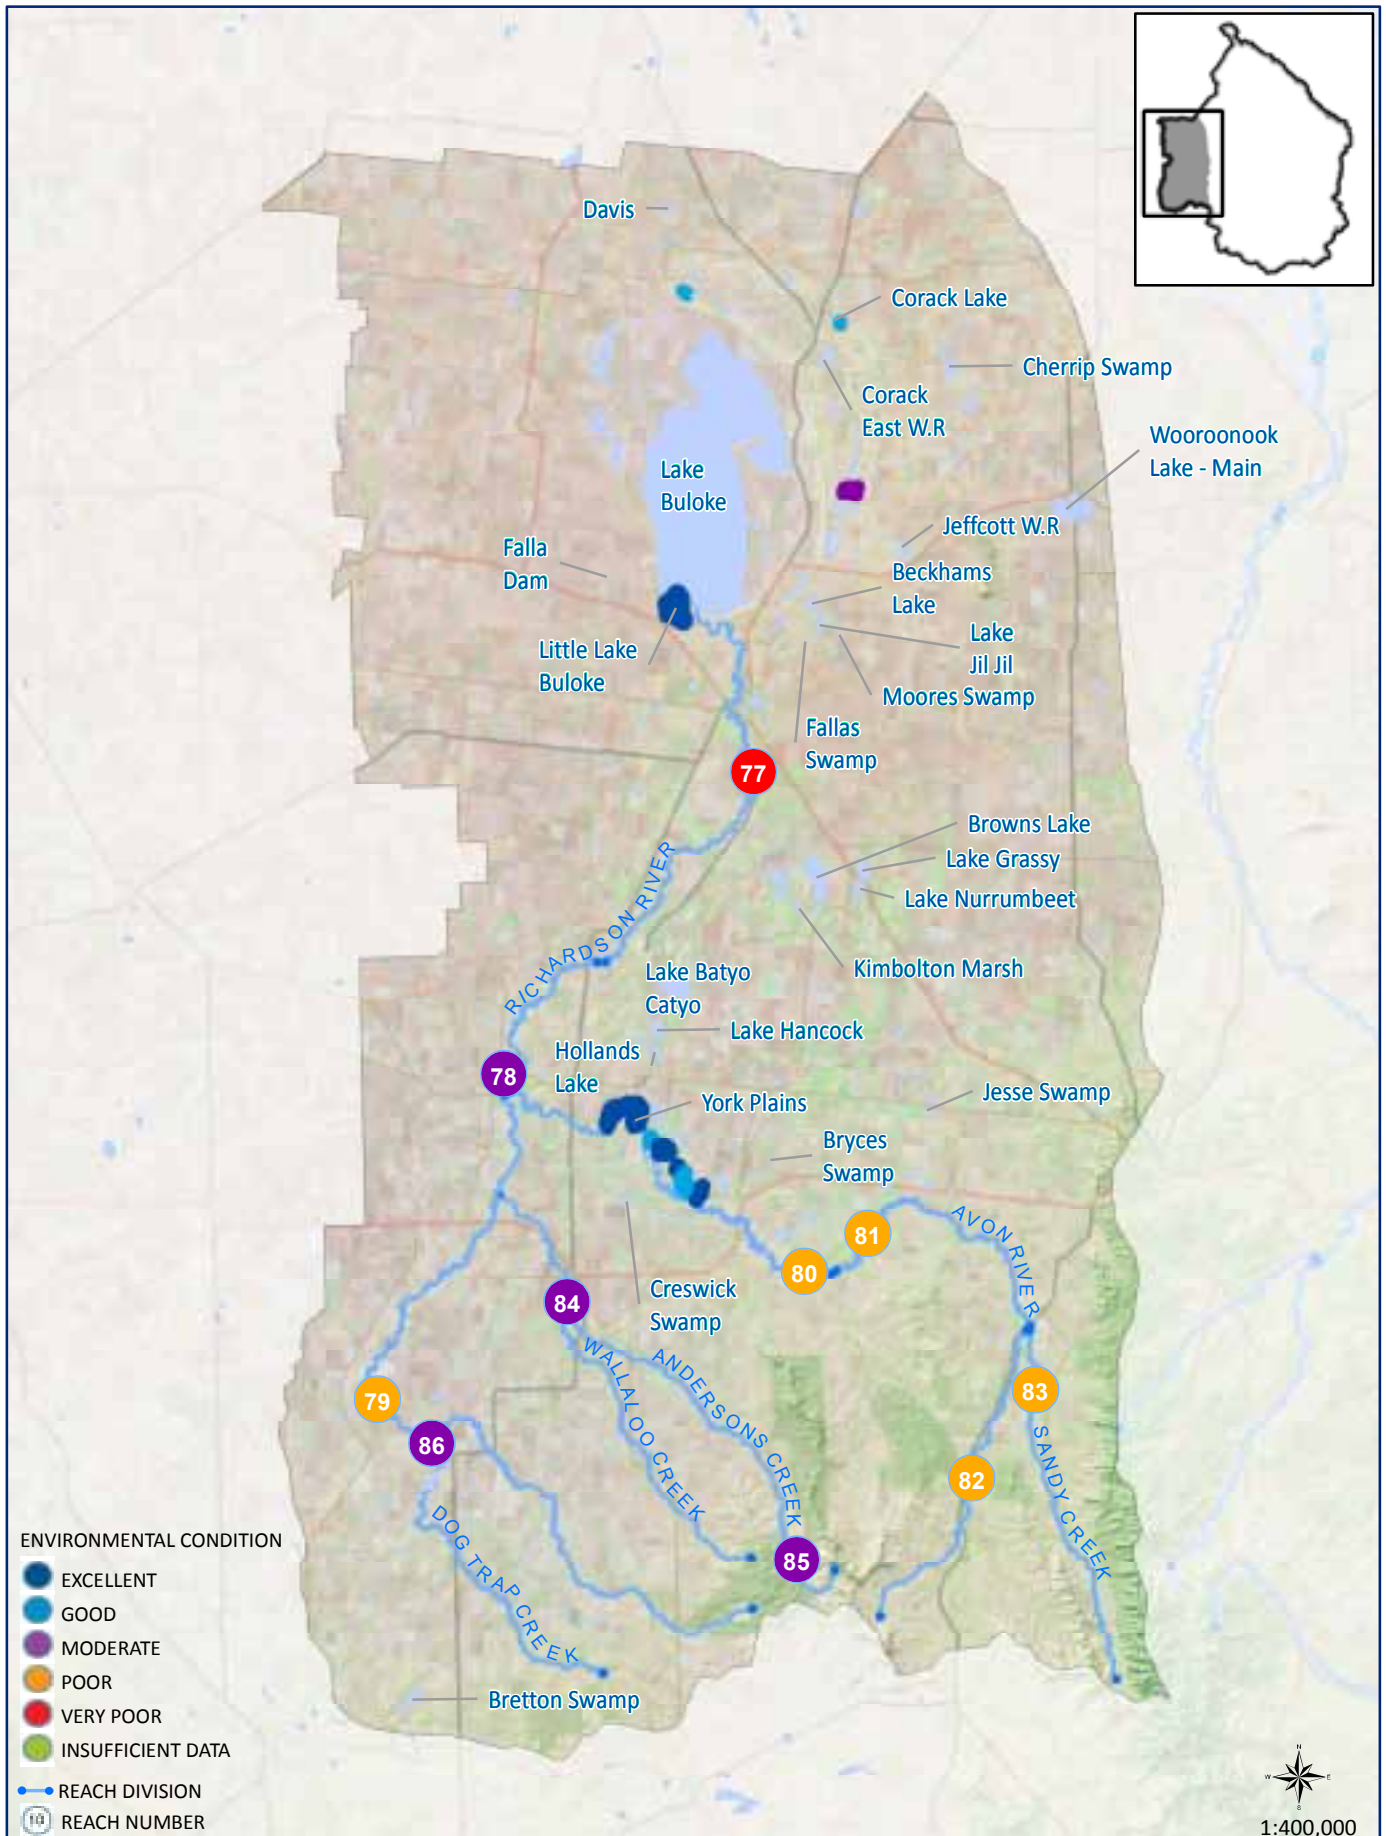 Davis
Corack Lake
Cherrip Swamp
Corack
East W.R
Wooroonook
Lake - Main
Lake
Buloke
Jeffcott W.R
Falla
Dam
Beckhams
Lake
Lake
Jil Jil
Little Lake
Buloke
Moores Swamp
Fallas
Swamp
77
Browns Lake
Lake Grassy
Lake Nurrumbeet
RICHARDSON RIVER
Kimbolton Marsh
Lake Batyo
Catyo
Lake Hancock
Hollands
Lake
78
York Plains
Jesse Swamp
Bryces
Swamp
81
AVON RIVER
80
Creswick
Swamp
84
WALLALOO CREEK
ANDERSONS CREEK
79
83
86
82
SANDY CREEK
DOG TRAP CREEK
85
Bretton Swamp
ENVIRONMENTAL CONDITION
EXCELLENT
GOOD
MODERATE
POOR
VERY POOR
INSUFFICIENT DATA
REACH DIVISION
10 REACH NUMBER
N
W E
S
1:400,000